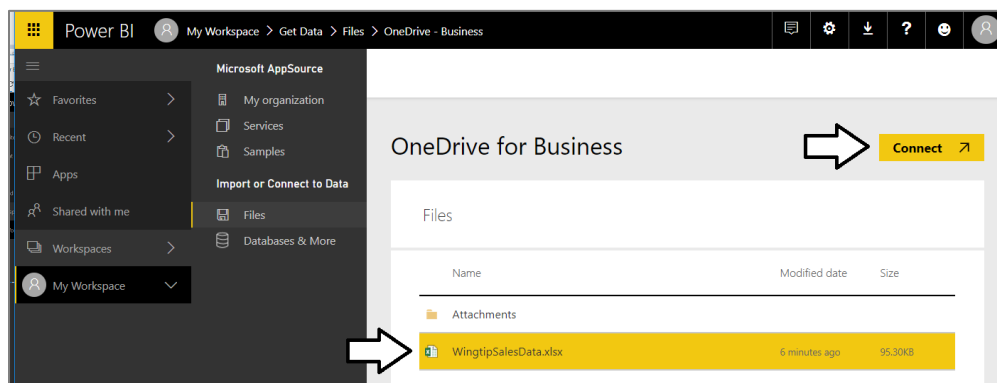 Power BI
My Workspace > Get Data > Files > OneDrive - Business
?
Favorites
Recent
Apps
Shared with me
Workspaces
My Workspace
Microsoft AppSource
My organization
Services
Samples
Import or Connect to Data
Files
Databases & More
OneDrive for Business
Connect
Files
Name Modified date Size
Attachments
WingtipSalesData.xlsx 6 minutes ago 95.30KB